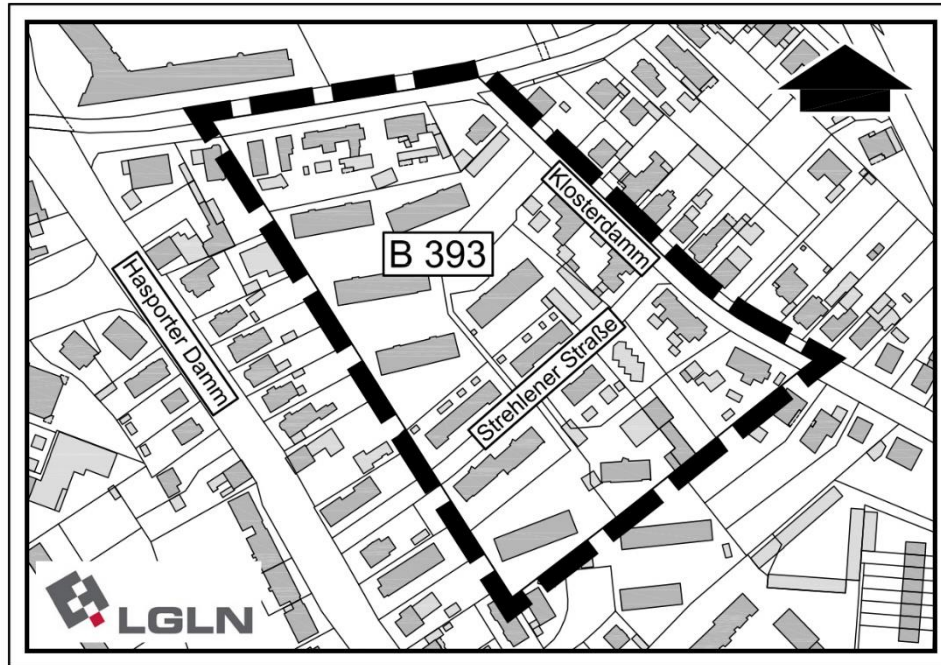 Klosterdamm
B 393
Hasporter Damm
Strehlener Straße
LGLN